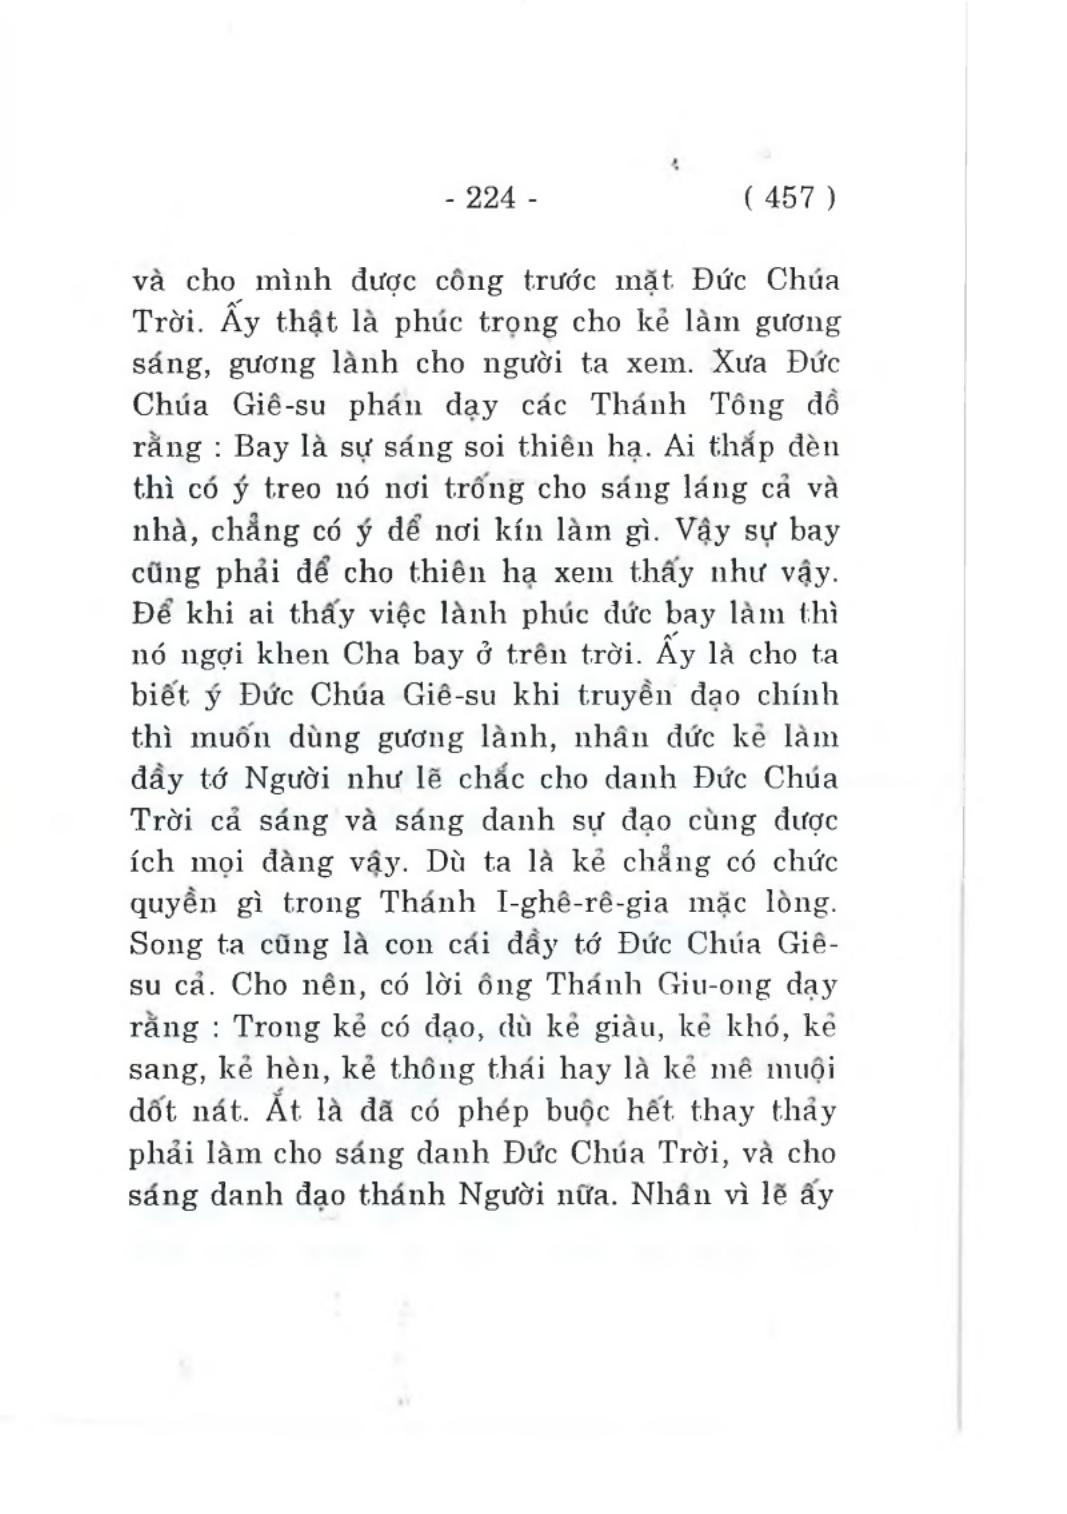 - 224 - ( 457 )
và cho mình được công trước mặt Đức Chúa
Trời. Ấy thật là phúc trọng cho kẻ làm gương
sáng, gương lành cho người ta xem. Xưa Đức
Chúa Giê-su phán dạy các Thánh Tông đồ
rằng : Bay là sự sáng soi thiên hạ. Ai thắp đèn
thì có ý treo nó nơi trống cho sáng láng cả và
nhà, chẳng có ý để nơi kín làm gì. Vậy sự bay
cũng phải để cho thiên hạ xem thấy như vậy.
Để khi ai thấy việc lành phúc đức bay làm thì
nó ngợi khen Cha bay ở trên trời. Ấy là cho ta
biết ý Đức Chúa Giê-su khi truyền đạo chính
thì muốn dùng gương lành, nhân đức kẻ làm
đầy tớ Người như lẽ chắc cho danh Đức Chúa
Trời cả sáng và sáng danh sự đạo cùng được
ích mọi đàng vậy. Dù ta là kẻ chẳng có chức
quyền gì trong Thánh I-ghê-rê-gia mặc lòng.
Song ta cũng là con cái đầy tớ Đức Chúa Giê-
su cả. Cho nên, có lời ông Thánh Giu-ong dạy
rằng : Trong kẻ có đạo, dù kẻ giàu, kẻ khó, kẻ
sang, kẻ hèn, kẻ thông thái hay là kẻ mê muội
dốt nát. Ắt là đã có phép buộc hết thay thảy
phải làm cho sáng danh Đức Chúa Trời, và cho
sáng danh đạo thánh Người nữa. Nhân vì lẽ ấy